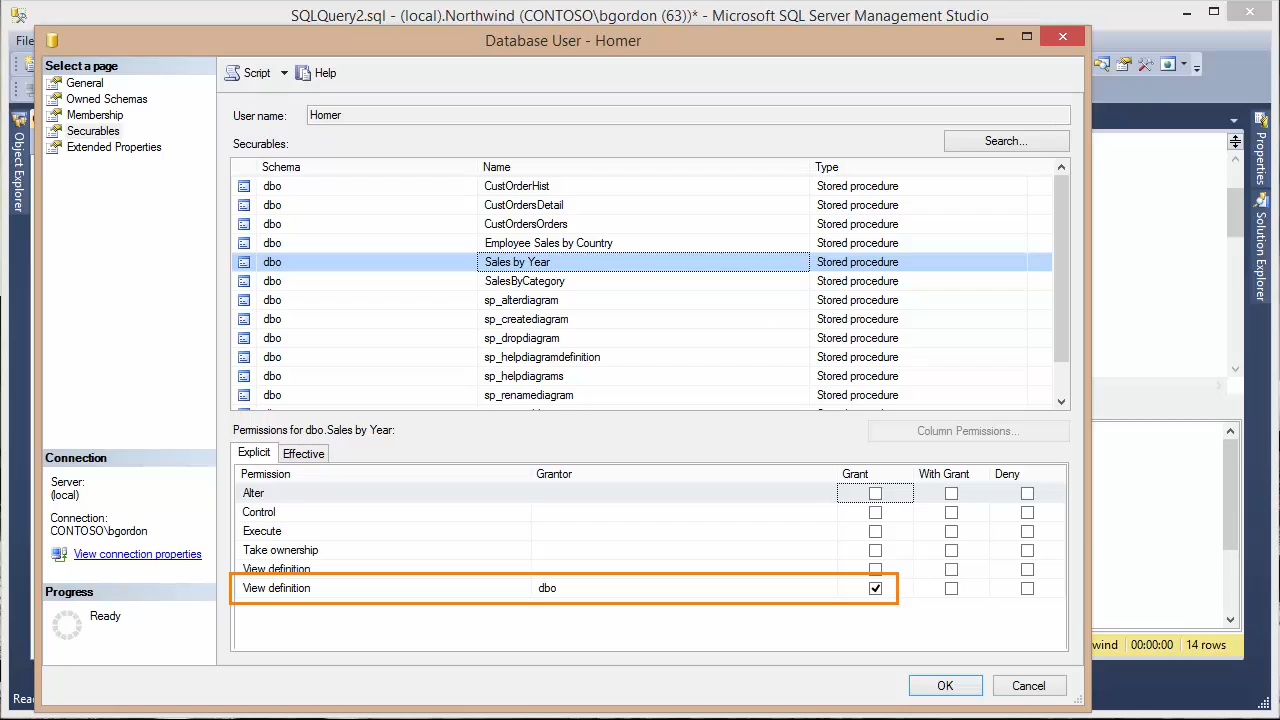 SQLQuery2.sql - (local).Northwind (CONTOSO\bgordon (63))* - Microsoft SQL Server Management Studio
File
Database User - Homer
Select a page
General
Owned Schemas
Membership
Securables
Extended Properties
Script Help
User name: Homer
Securables:
Search...
Schema Name Type
dbo CustOrderHist Stored procedure
dbo CustOrdersDetail Stored procedure
dbo CustOrdersOrders Stored procedure
dbo Employee Sales by Country Stored procedure
dbo Sales by Year Stored procedure
dbo SalesByCategory Stored procedure
dbo sp_alterdiagram Stored procedure
dbo sp_creatediagram Stored procedure
dbo sp_dropdiagram Stored procedure
dbo sp_helpdiagramdefinition Stored procedure
dbo sp_helpdiagrams Stored procedure
dbo sp_renamediagram Stored procedure
Permissions for dbo.Sales by Year:
Column Permissions...
Explicit Effective
Permission Grantor Grant With Grant Deny
Alter
Control
Execute
Take ownership
View definition
View definition dbo
Connection
Server:
(local)
Connection:
CONTOSO\bgordon
View connection properties
Progress
Ready
OK Cancel
Object Explorer
Properties
Solution Explorer
wind 00:00:00 14 rows
Rea